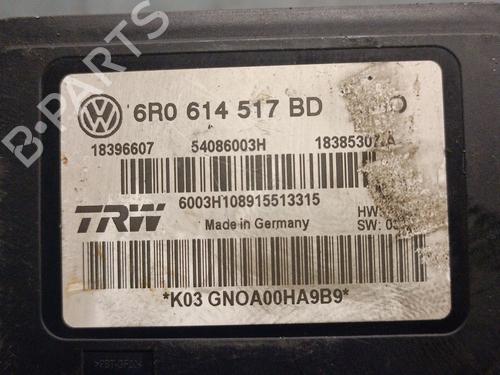 6R0 614 517 BD
18396607 54086003H
6003H108915513315
TRW Made in Germany HW:
SW:
*K03 GNOA00HA9B9*
B-PARTS